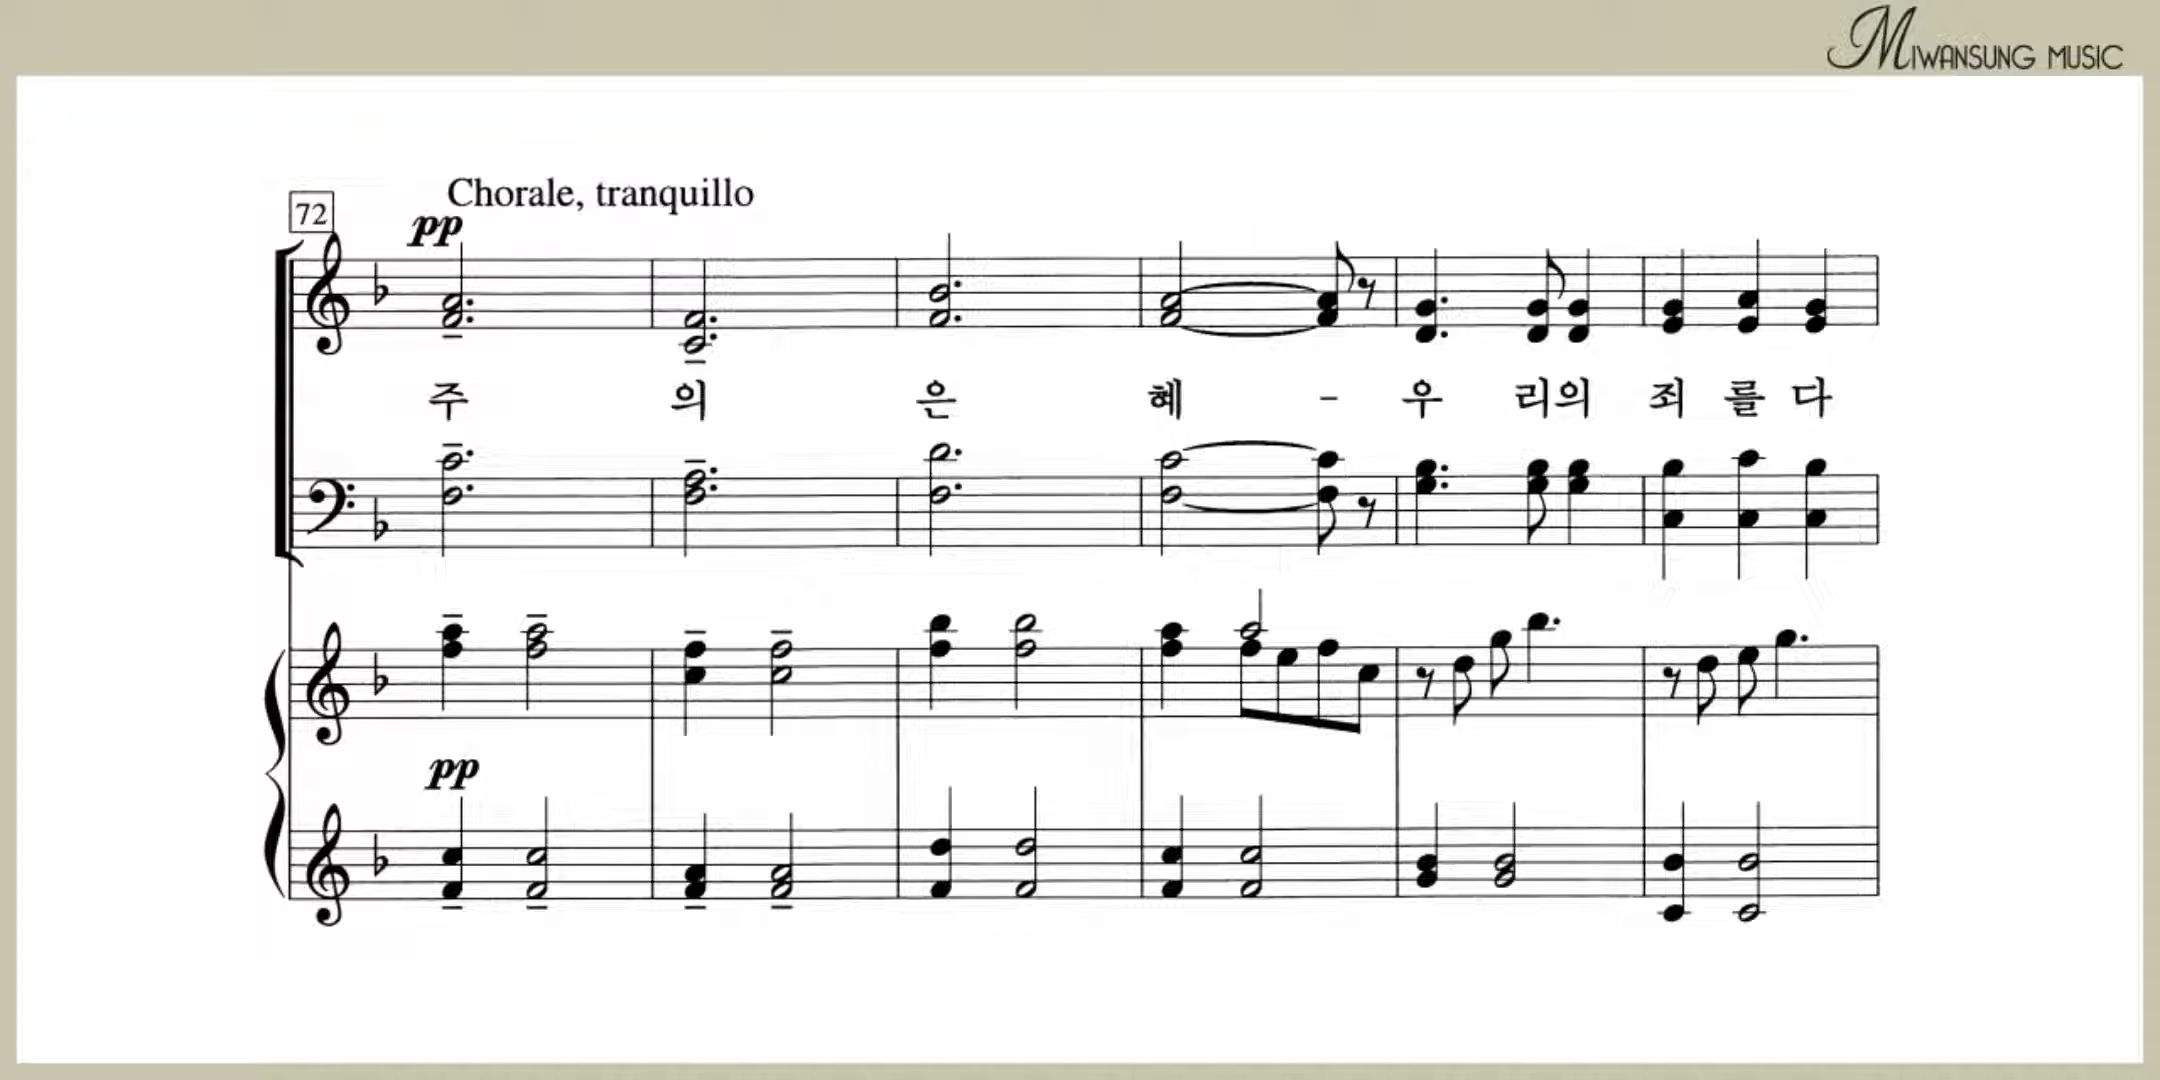 MIWANSUNG MUSIC
Chorale, tranquillo
72
pp
주 의 은 혜 - 우 리의 죄 를 다
pp